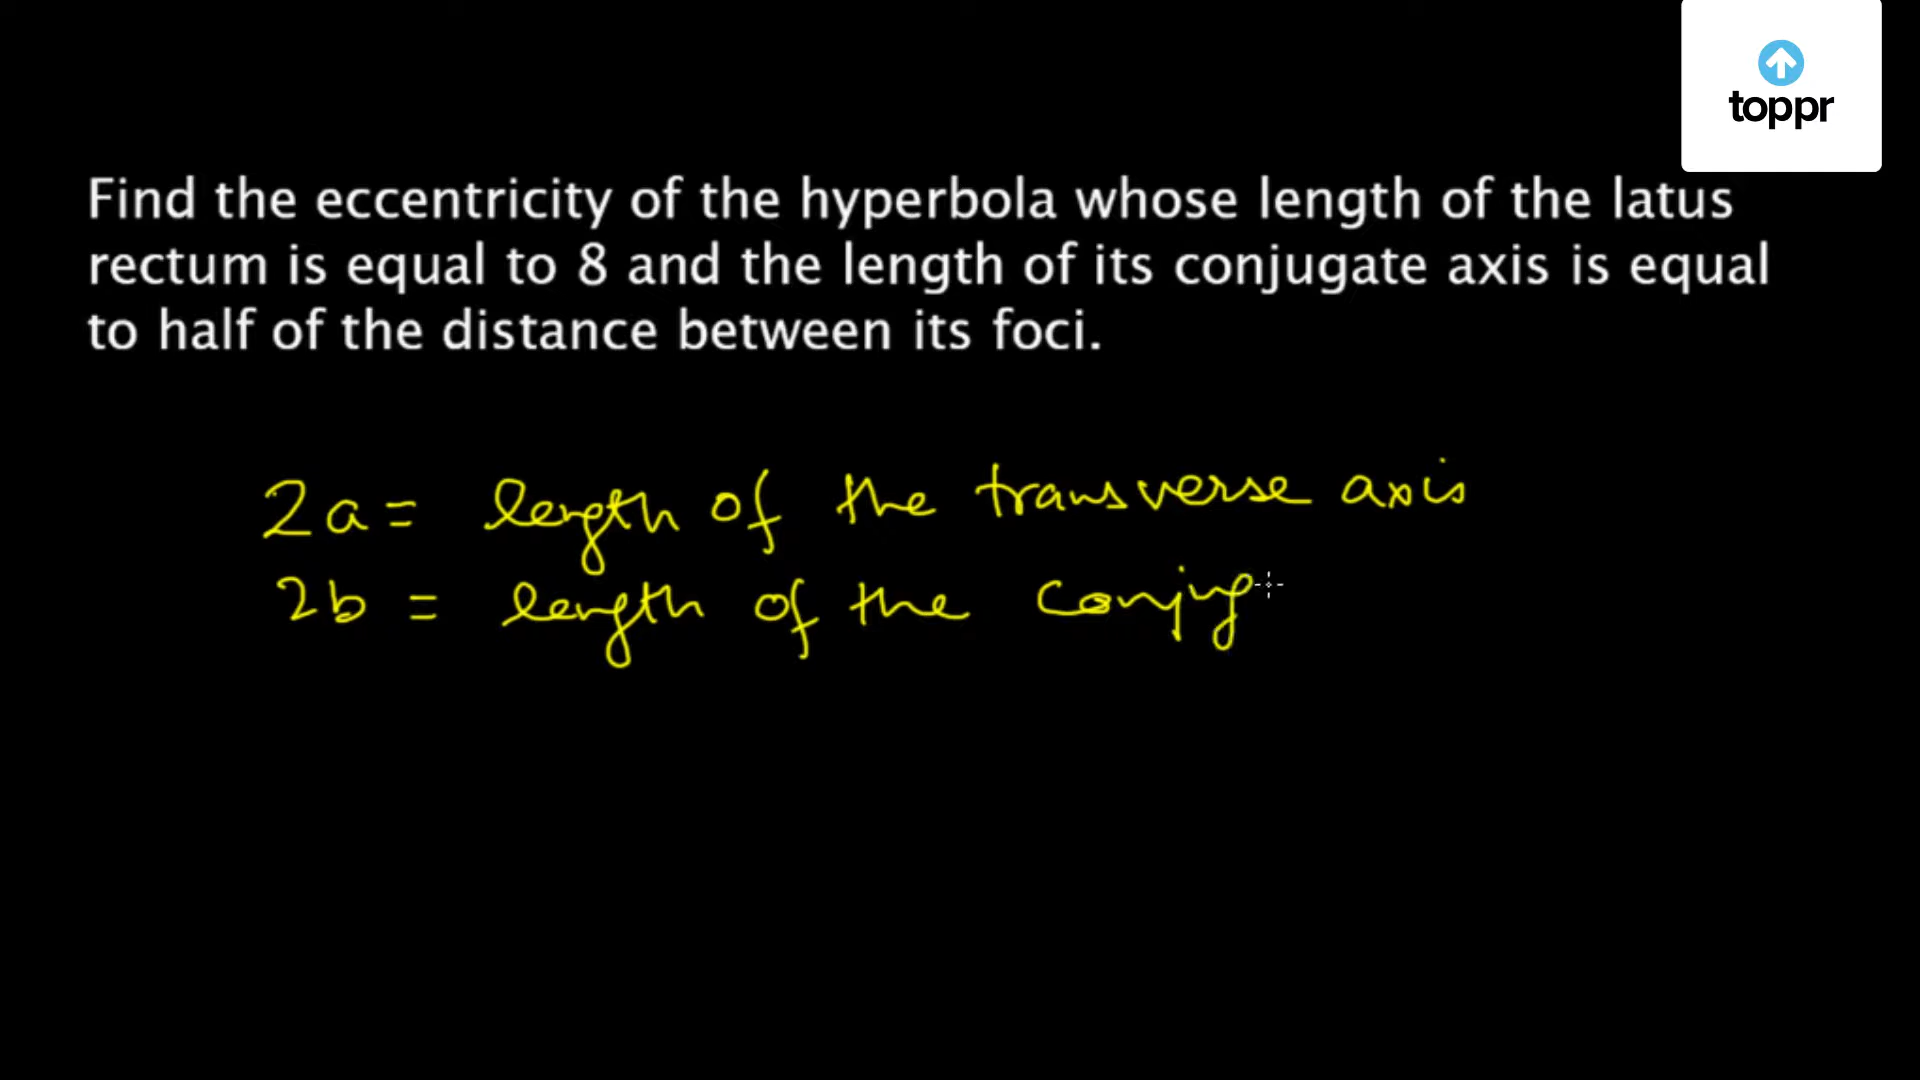 toppr
Find the eccentricity of the hyperbola whose length of the latus
rectum is equal to 8 and the length of its conjugate axis is equal
to half of the distance between its foci.
2a = length of the transverse axis
2b = length of the conjug